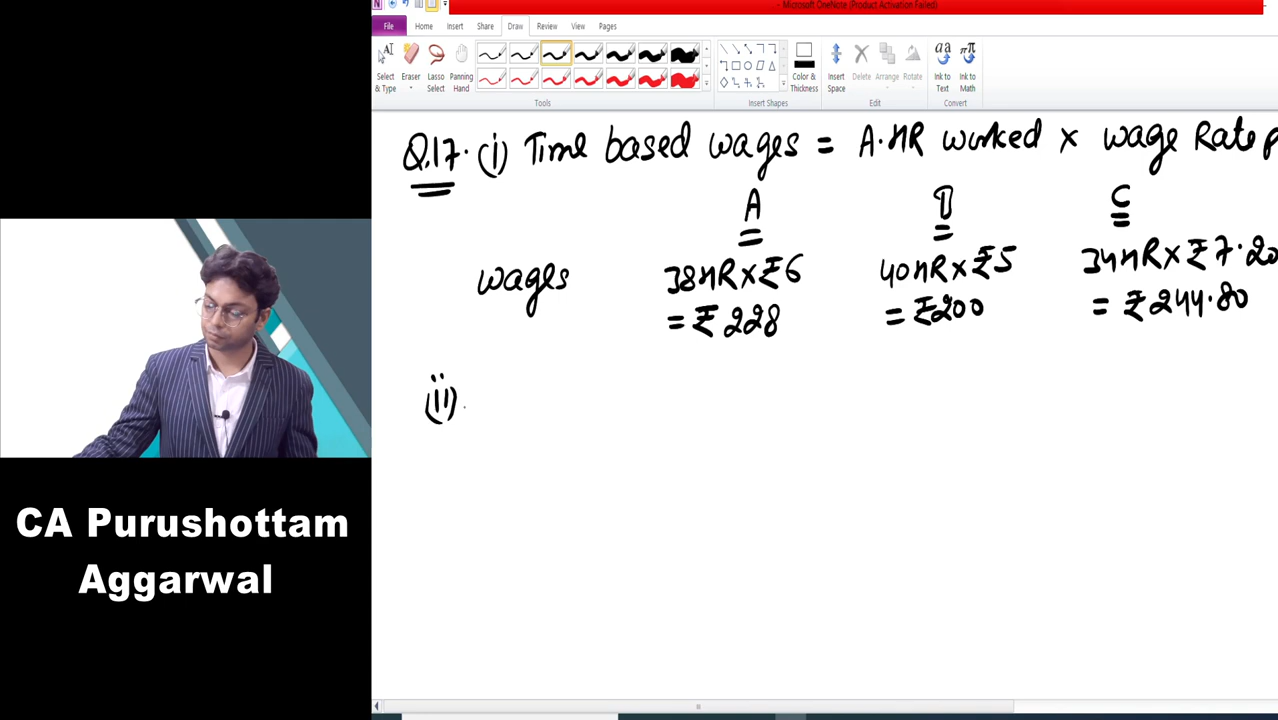 - Microsoft OneNote (Product Activation Failed)
File Home Insert Share Draw Review View Pages
Select & Type
Eraser
Lasso Select
Panning Hand
Color & Thickness
Insert Space
Delete
Arrange
Rotate
Ink to Text
Ink to Math
Tools Insert Shapes Edit Convert
Q.17. (i) Time based wages = A.HR worked x wage Rate p
A B C
wages 38HR x ₹6 40HR x ₹5 34HR x ₹7.20
= ₹228 = ₹200 = ₹244.80
(ii)
CA Purushottam
Aggarwal